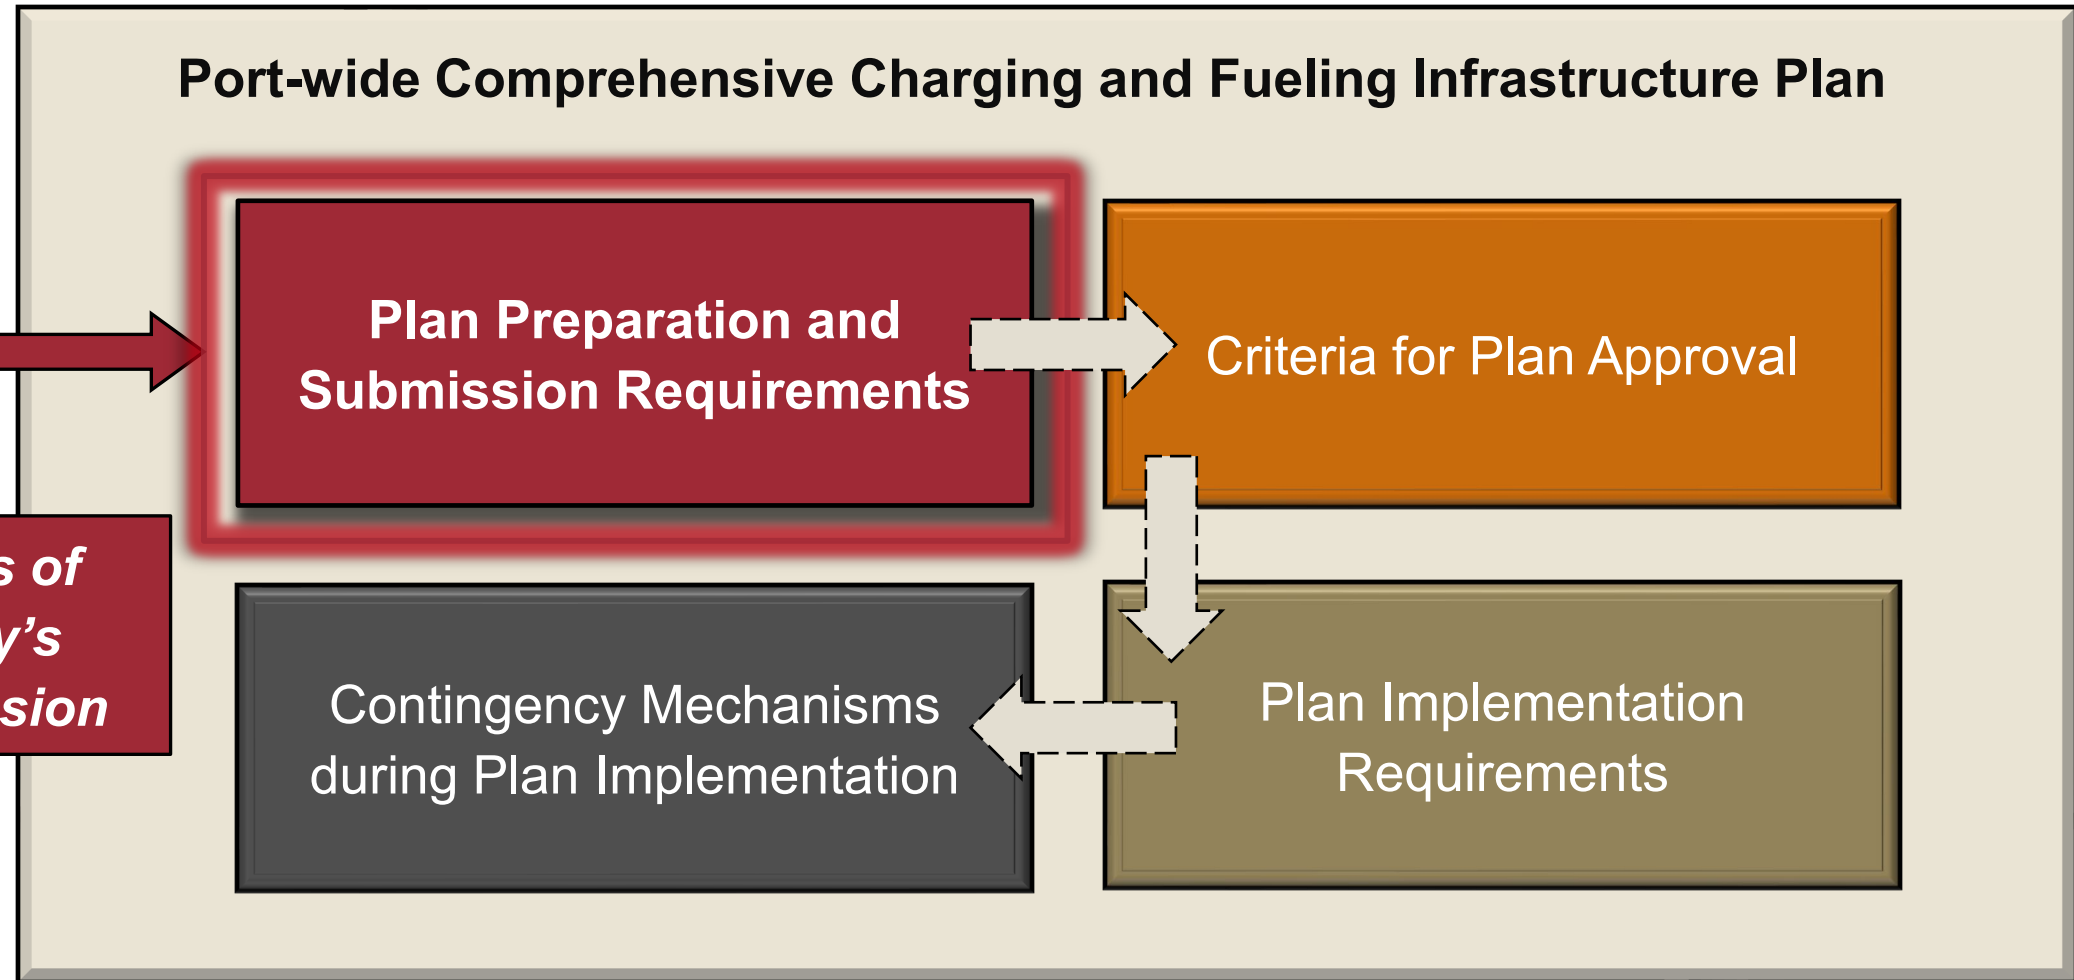 Port-wide Comprehensive Charging and Fueling Infrastructure Plan
Plan Preparation and
Submission Requirements
Criteria for Plan Approval
of
Contingency Mechanisms
during Plan Implementation
Plan Implementation
Requirements